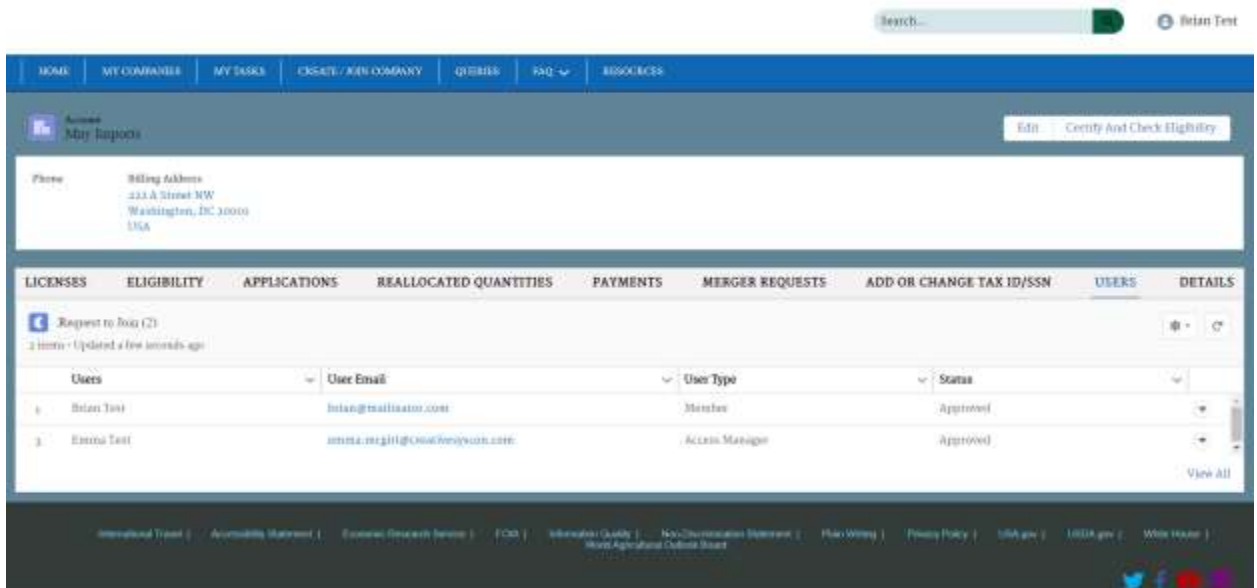 Search...
Brian Test
HOME MY COMPANIES MY TASKS CREATE / JOIN COMPANY QUERIES FAQ RESOURCES
Account
May Imports
Edit Certify And Check Eligibility
Phone Billing Address
222 A Street NW
Washington, DC 20001
USA
LICENSES ELIGIBILITY APPLICATIONS REALLOCATED QUANTITIES PAYMENTS MERGER REQUESTS ADD OR CHANGE TAX ID/SSN USERS DETAILS
Request to Join (2)
2 items • Updated a few seconds ago
Users User Email User Type Status
1 Brian Test brian@mailinator.com Member Approved
2 Emma Test Access Manager Approved
View All
International Travel | Accessibility Statement | Economic Research Service | FOIA | Information Quality | Non-Discrimination Statement | Plain Writing | Privacy Policy | USA.gov | USDA.gov | White House |
World Agricultural Outlook Board